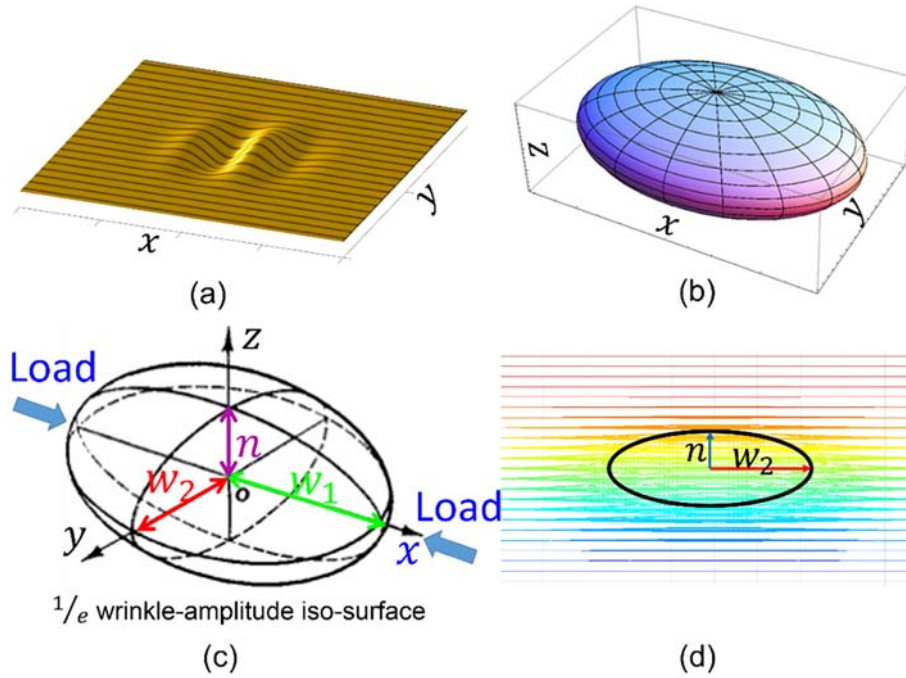 x
y
(a)
z
x
y
(b)
Load
z
n
w₂
o
w₁
Load
y
x
¹/ₑ wrinkle-amplitude iso-surface
(c)
n
w₂
(d)